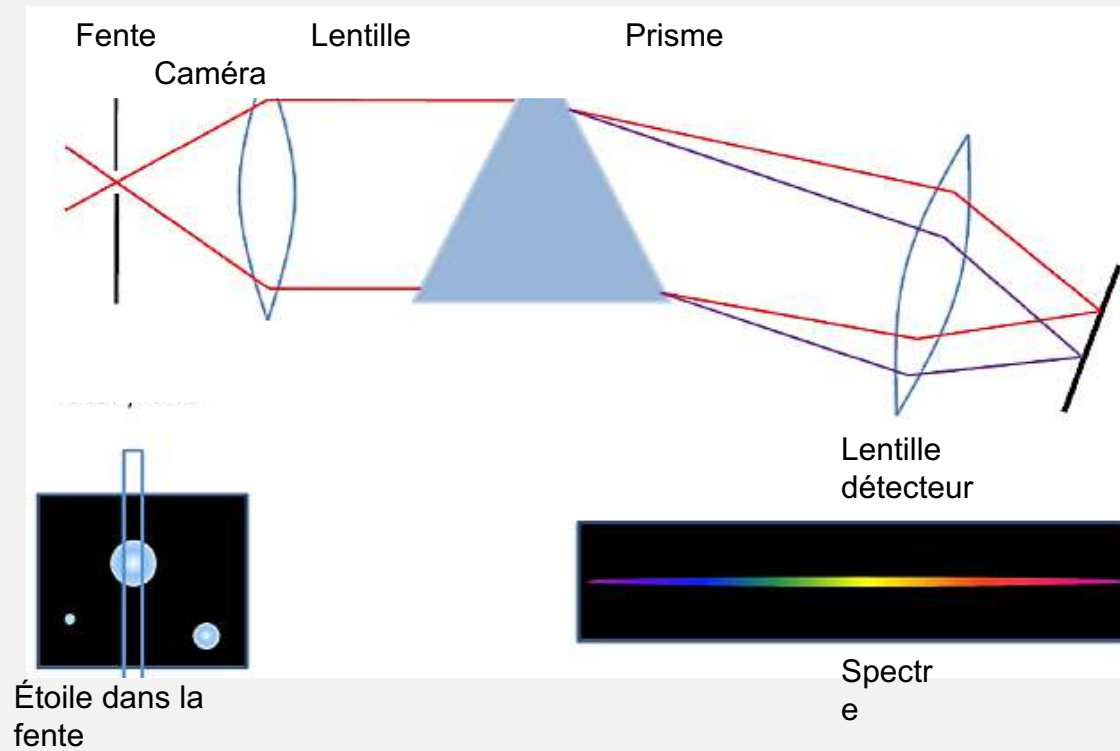 Fente Lentille Prisme
Caméra
Lentille
détecteur
Spectr
e
Étoile dans la
fente